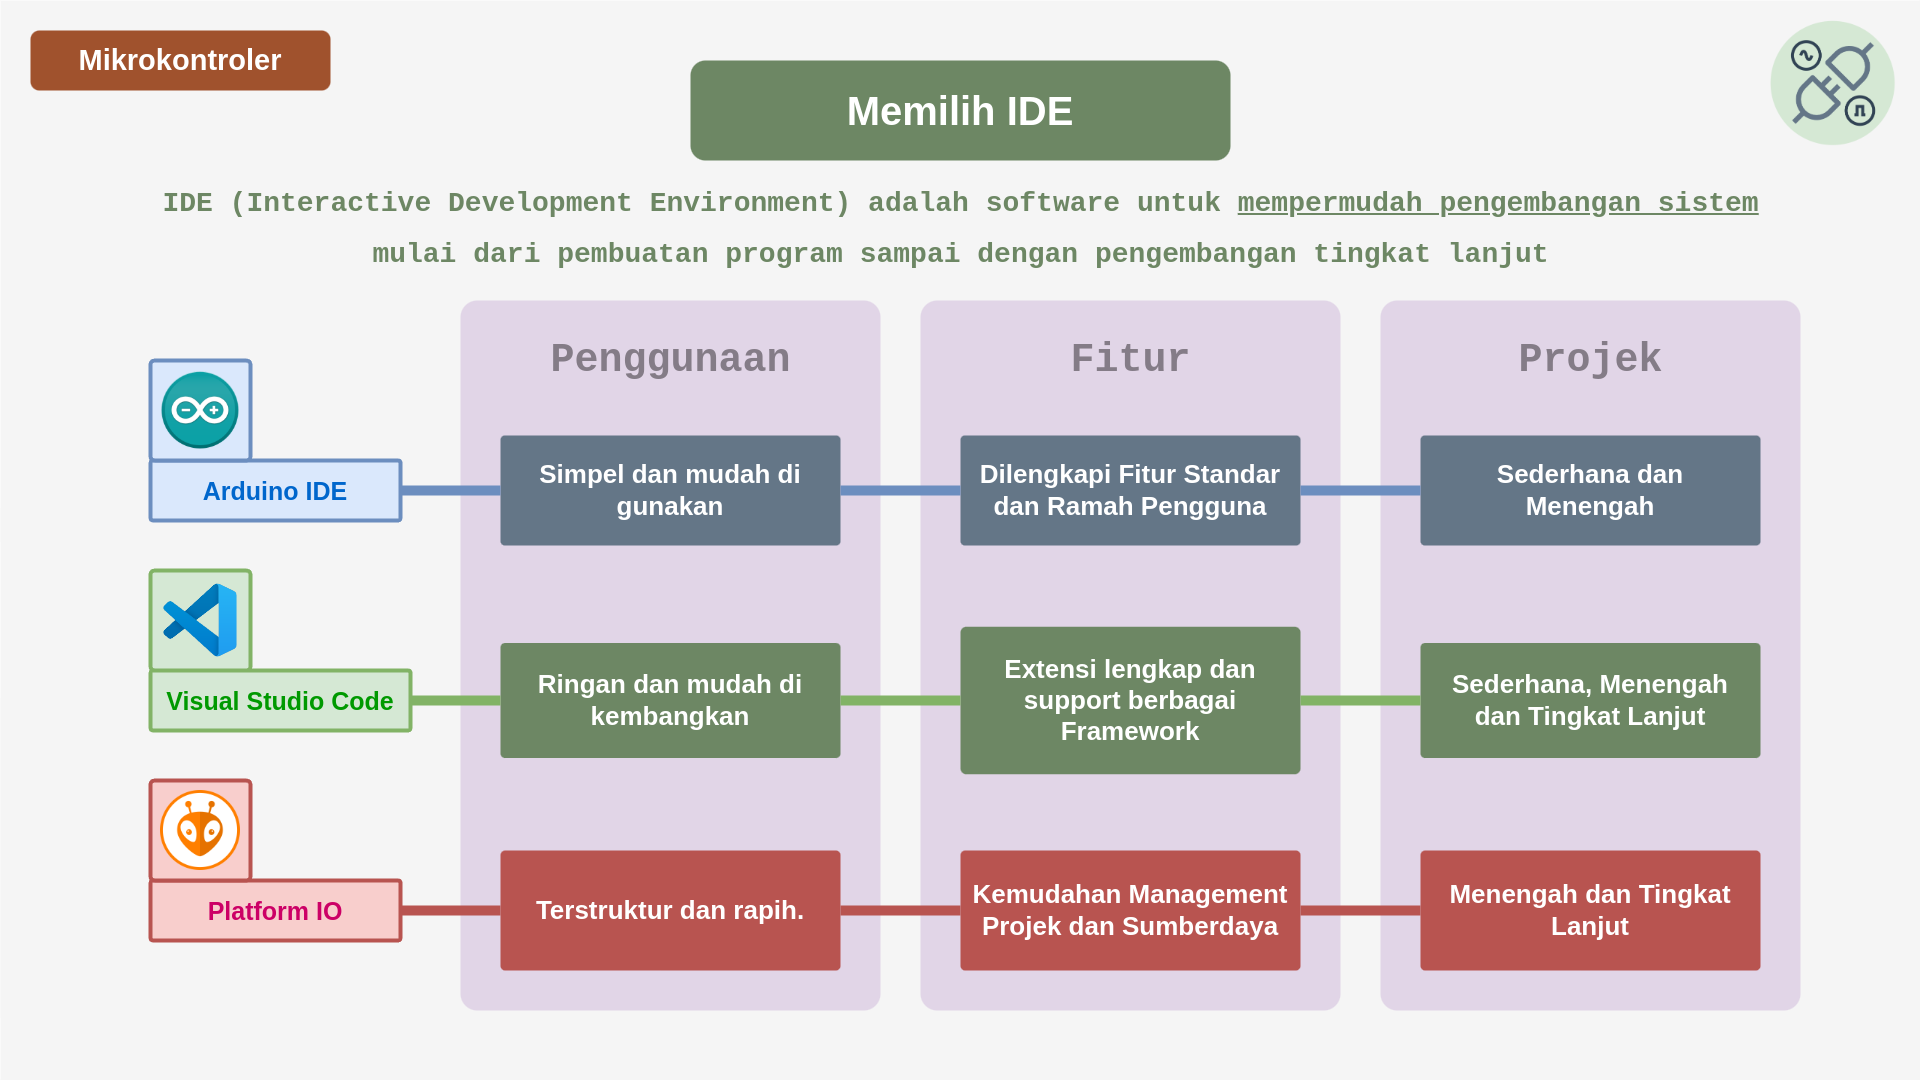 Mikrokontroler
Memilih IDE
IDE (Interactive Development Environment) adalah software untuk mempermudah pengembangan sistem
mulai dari pembuatan program sampai dengan pengembangan tingkat lanjut
Penggunaan
Fitur
Projek
Arduino IDE
Simpel dan mudah di
gunakan
Dilengkapi Fitur Standar
dan Ramah Pengguna
Sederhana dan
Menengah
Visual Studio Code
Ringan dan mudah di
kembangkan
Extensi lengkap dan
support berbagai
Framework
Sederhana, Menengah
dan Tingkat Lanjut
Platform IO
Terstruktur dan rapih.
Kemudahan Management
Projek dan Sumberdaya
Menengah dan Tingkat
Lanjut